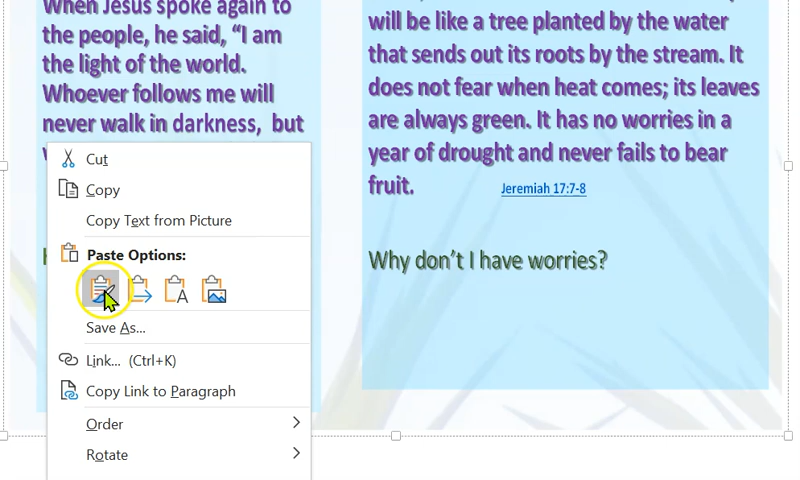 When Jesus spoke again to
the people, he said, “I am
the light of the world.
Whoever follows me will
never walk in darkness, but
will be like a tree planted by the water
that sends out its roots by the stream. It
does not fear when heat comes; its leaves
are always green. It has no worries in a
year of drought and never fails to bear
fruit. Jeremiah 17:7-8
Why don’t I have worries?
Cut
Copy
Copy Text from Picture
Paste Options:
A
Save As...
Link... (Ctrl+K)
Copy Link to Paragraph
Order
Rotate